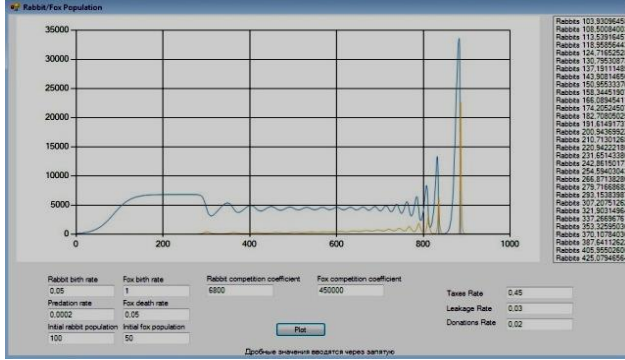 Rabbit/Fox Population
35000
30000
25000
20000
15000
10000
5000
0
0 200 400 600 800 1000
Rabbits 103,9309645
Rabbits 108,5008400
Rabbits 113,5391645
Rabbits 118,9585644
Rabbits 124,7165252
Rabbits 130,7953087
Rabbits 137,1911148
Rabbits 143,9081465
Rabbits 150,9553337
Rabbits 158,3445190
Rabbits 166,0894541
Rabbits 174,2052450
Rabbits 182,7080502
Rabbits 191,6149173
Rabbits 200,9436992
Rabbits 210,7130126
Rabbits 220,9422218
Rabbits 231,6514338
Rabbits 242,8615017
Rabbits 254,5940304
Rabbits 266,8713828
Rabbits 279,7166868
Rabbits 293,1538398
Rabbits 307,2075126
Rabbits 321,9031496
Rabbits 337,2669676
Rabbits 353,3259503
Rabbits 370,1078403
Rabbits 387,6411262
Rabbits 405,9550260
Rabbits 425,0794656
Rabbit birth rate Fox birth rate Rabbit competition coefficient Fox competition coefficient
0.05 1 6800 450000
Predation rate Fox death rate
0.0002 0.05
Initial rabbit population Initial fox population
100 50
Taxes Rate 0,45
Leakage Rate 0,03
Donations Rate 0,02
Plot
Дробные значения вводятся через запятую